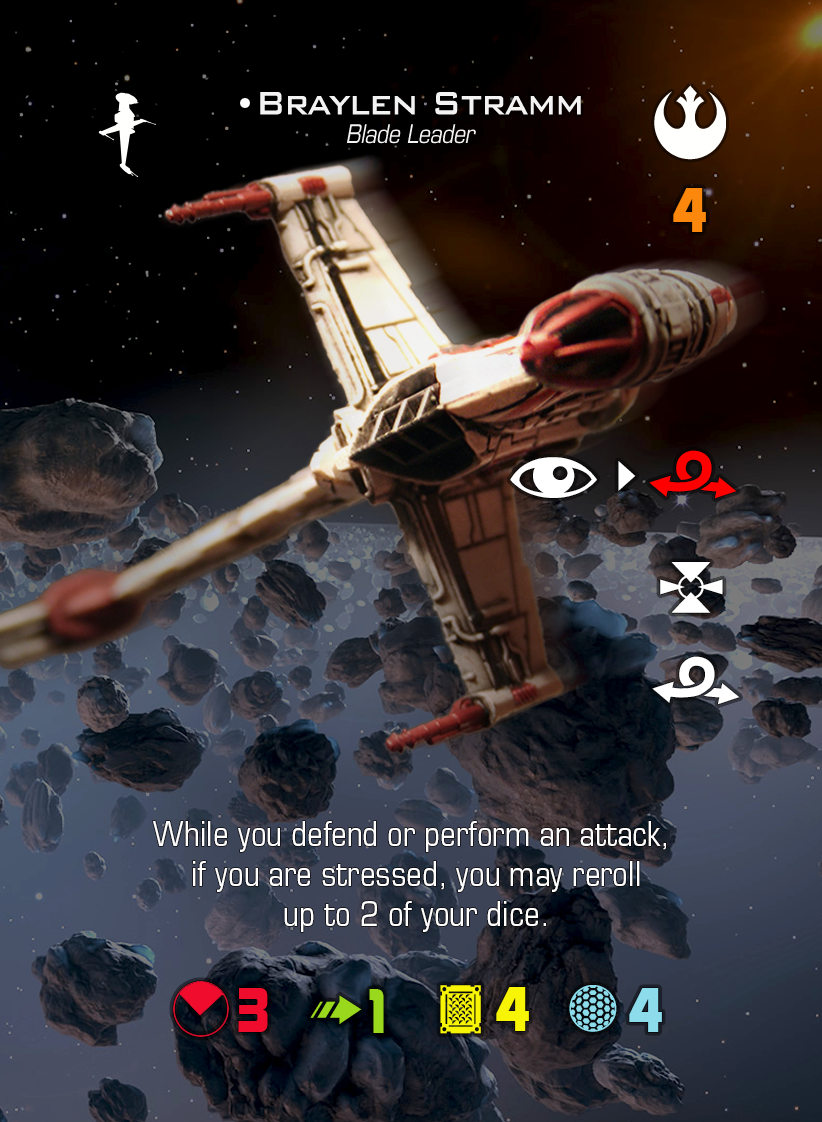 • BRAYLEN STRAMM
Blade Leader
4
While you defend or perform an attack,
if you are stressed, you may reroll
up to 2 of your dice.
3 1 4 4